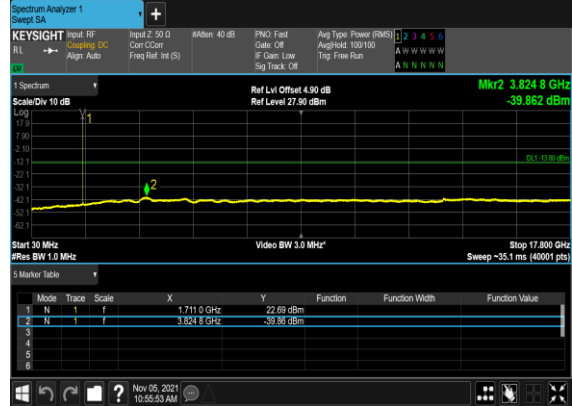 Spectrum Analyzer 1
Swept SA
+
KEYSIGHT Input: RF Input Z: 50 Ω #Atten: 40 dB PNO: Fast Avg Type: Power (RMS) 1 2 3 4 5 6
RL Coupling: DC Corr CCorr Gate: Off Avg|Hold: 100/100 A W W W W W
Align: Auto Freq Ref: Int (S) IF Gain: Low Trig: Free Run
Sig Track: Off A N N N N N
1 Spectrum
Ref Lvl Offset 4.90 dB Mkr2 3.824 8 GHz
Scale/Div 10 dB Ref Level 27.90 dBm -39.862 dBm
Log
17.9
1
7.90
-2.10
-12.1
DL1 -13.00 dBm
-22.1
-32.1
2
-42.1
-52.1
-62.1
Start 30 MHz Video BW 3.0 MHz* Stop 17.800 GHz
#Res BW 1.0 MHz Sweep ~35.1 ms (40001 pts)
5 Marker Table
Mode Trace Scale X Y Function Function Width Function Value
1 N 1 f 1.711 0 GHz 22.69 dBm
2 N 1 f 3.824 8 GHz -39.86 dBm
3
4
5
6
? Nov 05, 2021
10:55:53 AM